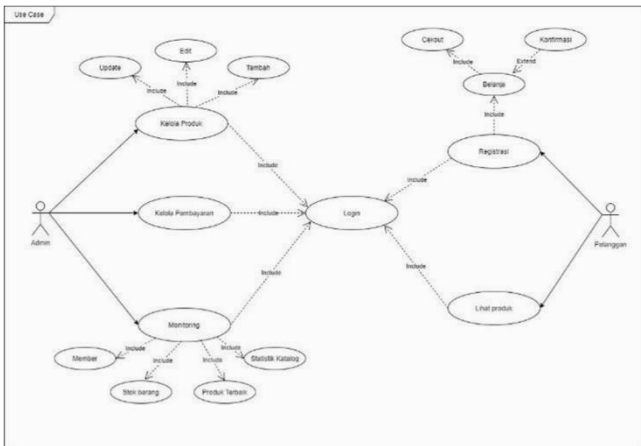 Use Case
Cekout
Konfirmasi
Edit
Update
Tambah
Include
Extend
Include
Include
Include
Belanja
Include
Kelola Produk
Registrasi
Include
Include
Kelola Pambayaran
Include
Login
Admin
Pelanggan
Include
Include
Monitoring
Lihat produk
Include
Include
Member
Statistik Katalog
Include
Include
Stok barang
Produk Terbaik